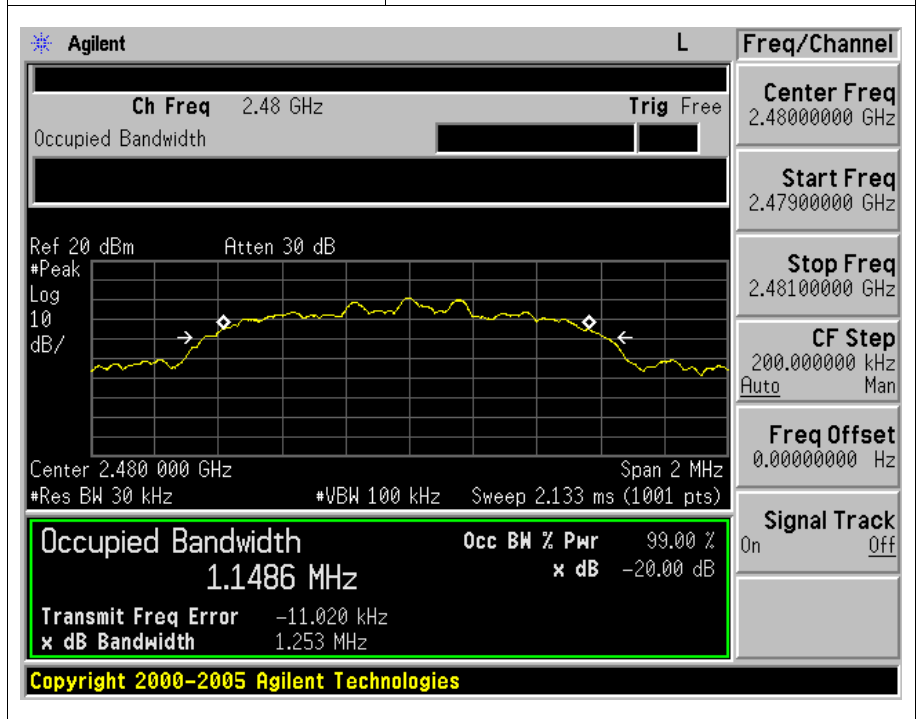 Agilent L
Ch Freq 2.48 GHz Trig Free
Occupied Bandwidth
Ref 20 dBm Atten 30 dB
#Peak
Log
10
dB/
Center 2.480 000 GHz Span 2 MHz
#Res BW 30 kHz #VBW 100 kHz Sweep 2.133 ms (1001 pts)
Occupied Bandwidth
1.1486 MHz
Occ BW % Pwr 99.00 %
x dB -20.00 dB
Transmit Freq Error -11.020 kHz
x dB Bandwidth 1.253 MHz
Copyright 2000-2005 Agilent Technologies
Freq/Channel
Center Freq
2.48000000 GHz
Start Freq
2.47900000 GHz
Stop Freq
2.48100000 GHz
CF Step
200.000000 kHz
Auto Man
Freq Offset
0.00000000 Hz
Signal Track
On Off